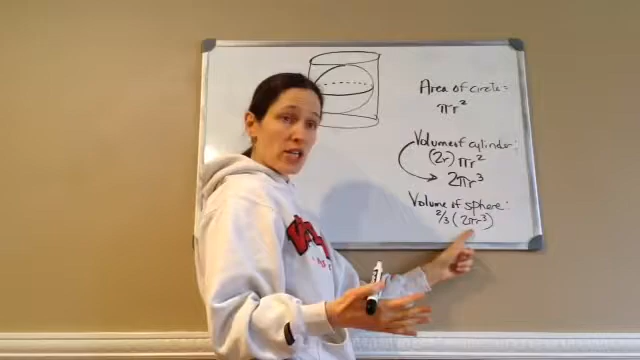 Area of circle=
πr²
Volume of cylinder:
(2r) πr²
2πr³
Volume of sphere:
2/3 (2πr³)